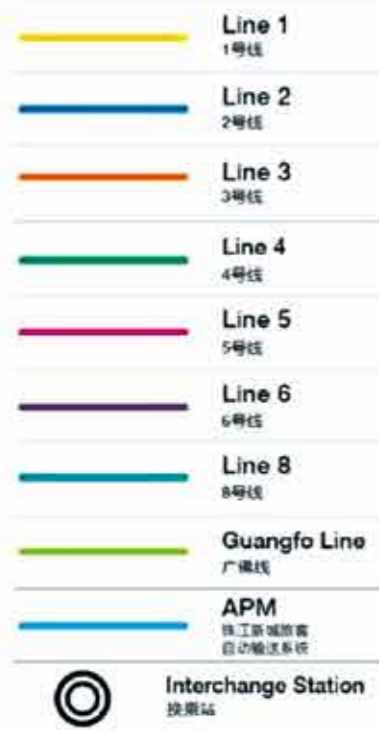 Line 1
1号线
Line 2
2号线
Line 3
3号线
Line 4
4号线
Line 5
5号线
Line 6
6号线
Line 8
8号线
Guangfo Line
广佛线
APM
珠江新城旅客
自动输送系统
Interchange Station
换乘站